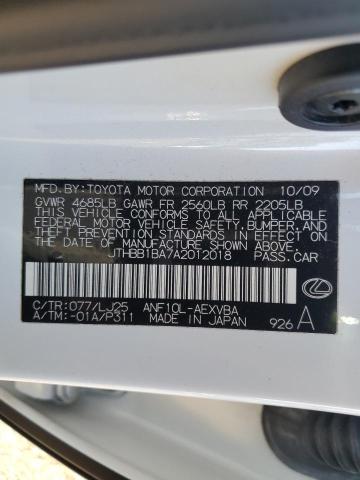 MFD.BY:TOYOTA MOTOR CORPORATION 10/09
GVWR 4685LB GAWR FR 2560LB RR 2205LB
THIS VEHICLE CONFORMS TO ALL APPLICABLE
FEDERAL MOTOR VEHICLE SAFETY,BUMPER,AND
THEFT PREVENTION STANDARDS IN EFFECT ON
THE DATE OF MANUFACTURE SHOWN ABOVE.
JTHBB1BA7A2012018 PASS.CAR
C/TR:077/LJ25 ANF10L-AEXVBA
A/TM:-01A/P311 MADE IN JAPAN 926 A